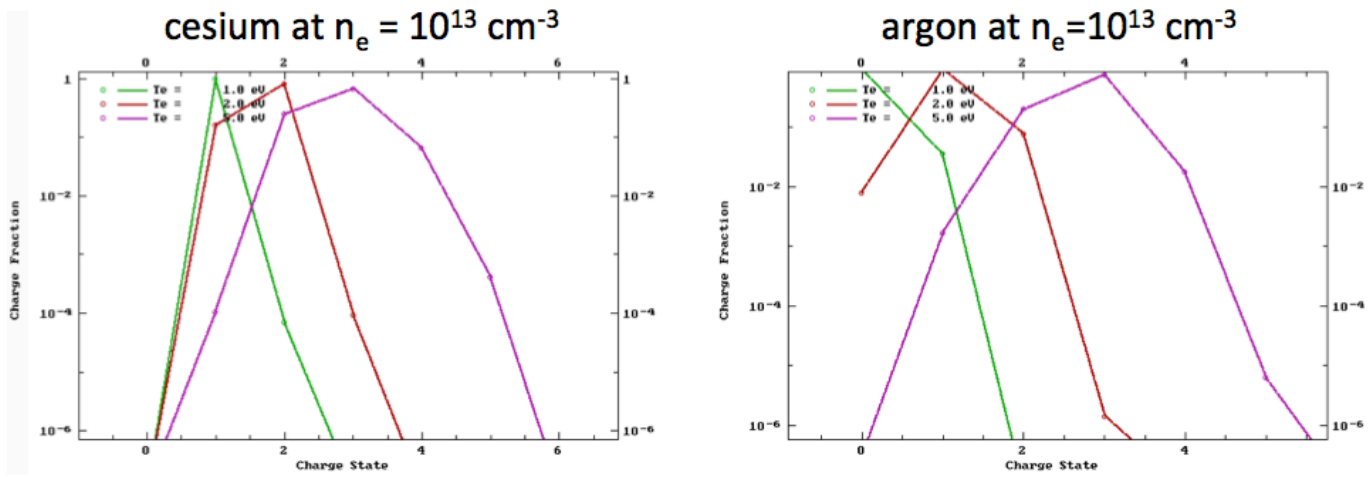 cesium at nₑ = 10¹³ cm⁻³
0 2 4 6
1 1
Te = 1.0 eV
Te = 2.0 eV
Te = 5.0 eV
10⁻² 10⁻²
Charge Fraction
10⁻⁴ 10⁻⁴
10⁻⁶ 10⁻⁶
0 2 4 6
Charge State
argon at nₑ=10¹³ cm⁻³
0 2 4
Te = 1.0 eV
Te = 2.0 eV
Te = 5.0 eV
10⁻² 10⁻²
Charge Fraction
10⁻⁴ 10⁻⁴
10⁻⁶ 10⁻⁶
0 2 4
Charge State